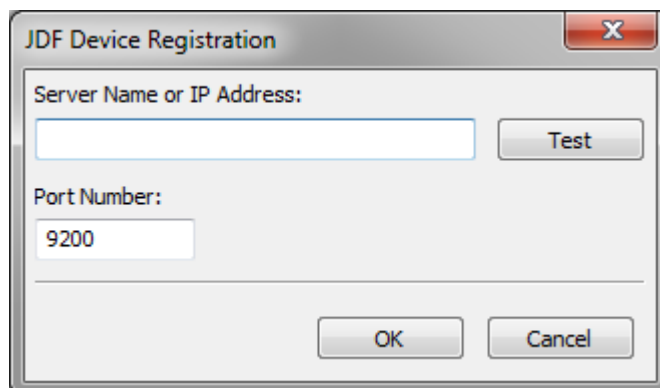 JDF Device Registration
Server Name or IP Address:
Test
Port Number:
9200
OK Cancel